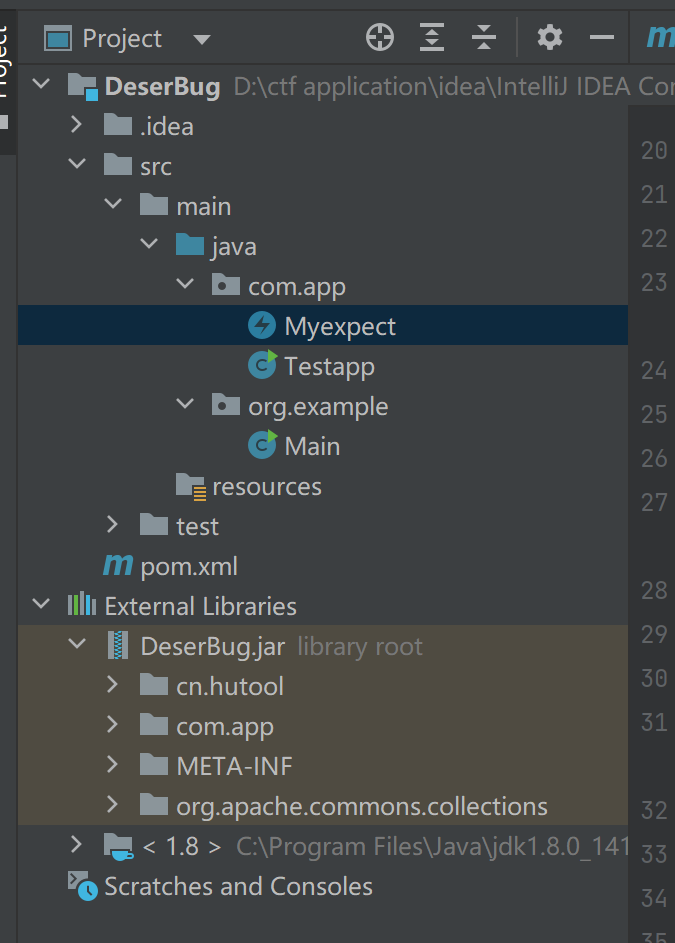 Project
DeserBug D:\ctf application\idea\IntelliJ IDEA Con
.idea
src
main
java
com.app
Myexpect
Testapp
org.example
Main
resources
test
pom.xml
External Libraries
DeserBug.jar library root
cn.hutool
com.app
META-INF
org.apache.commons.collections
< 1.8 > C:\Program Files\Java\jdk1.8.0_141
Scratches and Consoles
20
21
22
23
24
25
26
27
28
29
30
31
32
33
34
35